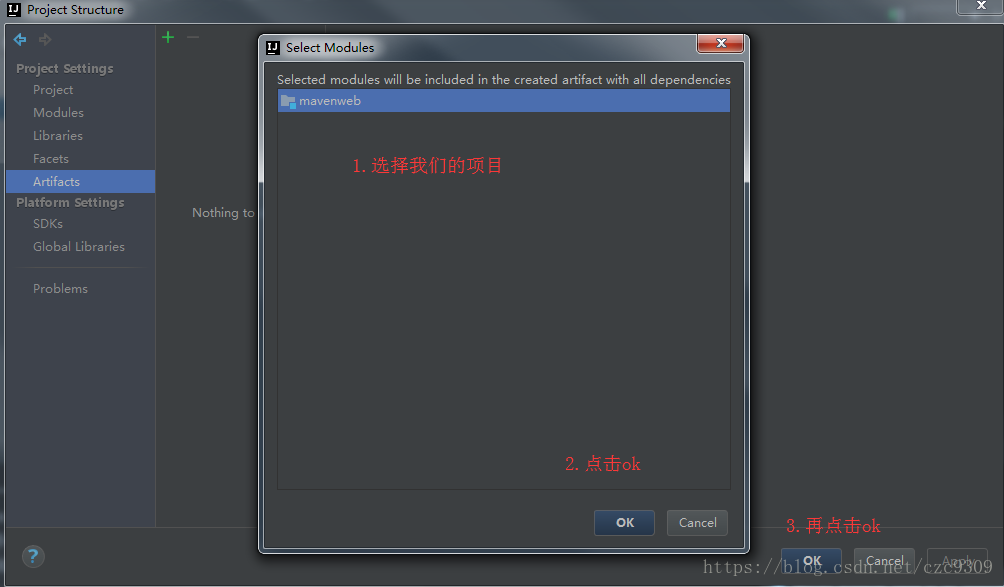 Project Structure
Project Settings
Project
Modules
Libraries
Facets
Artifacts
Platform Settings
SDKs
Global Libraries
Problems
Nothing to
Select Modules
Selected modules will be included in the created artifact with all dependencies
mavenweb
1.选择我们的项目
2.点击ok
OK
Cancel
3.再点击ok
?
OK
Cancel
Apply
https://blog.csdn.net/czc9309